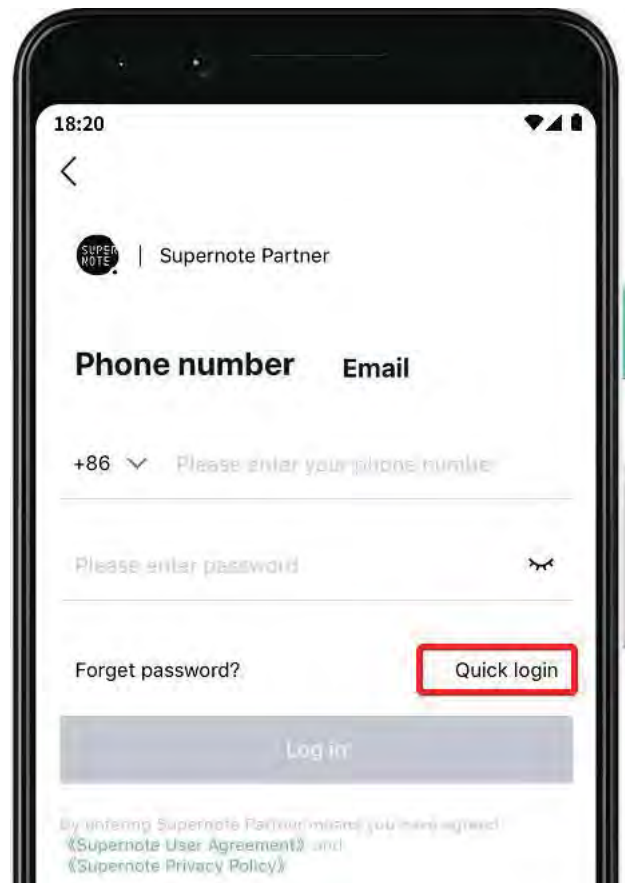 18:20
SUPER
NOTE
| Supernote Partner
Phone number Email
+86 Please enter your phone number
Please enter password
Forget password? Quick login
Log in
By entering Supernote Partner means you have agreed
《Supernote User Agreement》 and
《Supernote Privacy Policy》